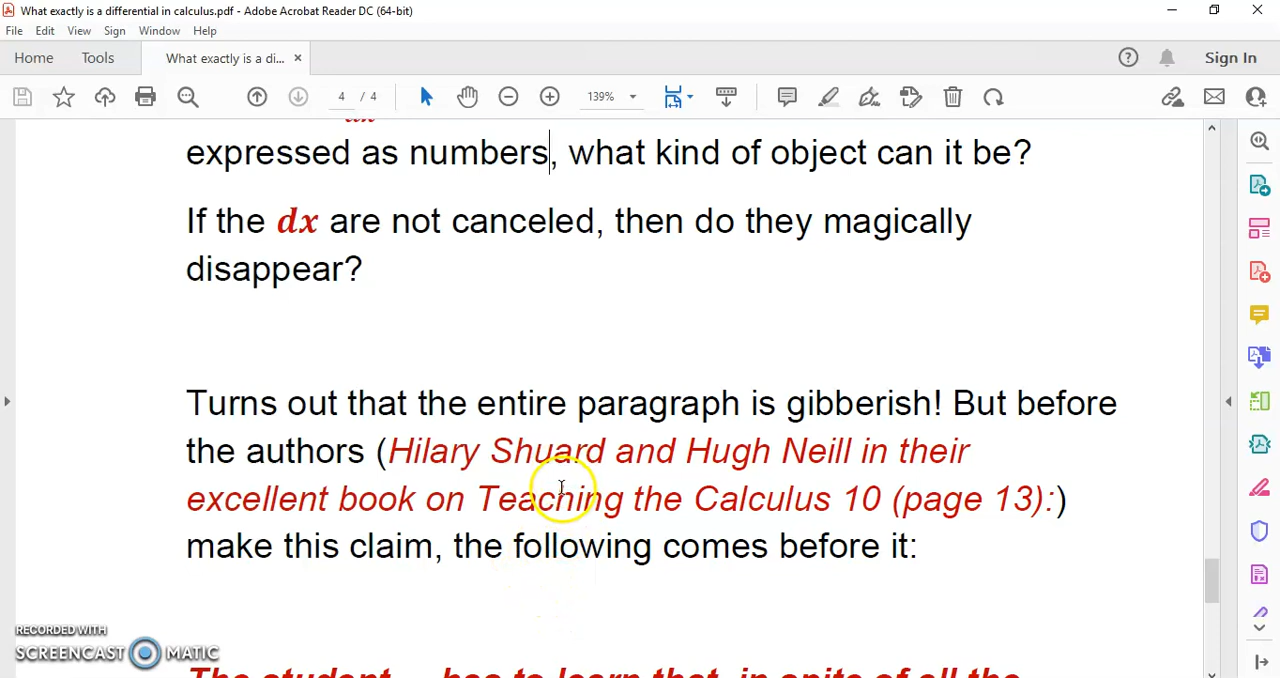 What exactly is a differential in calculus.pdf - Adobe Acrobat Reader DC (64-bit)
File Edit View Sign Window Help
Home Tools What exactly is a di... × Sign In
4 / 4 139%
expressed as numbers, what kind of object can it be?
If the dx are not canceled, then do they magically
disappear?
Turns out that the entire paragraph is gibberish! But before
the authors (Hilary Shuard and Hugh Neill in their
excellent book on Teaching the Calculus 10 (page 13):)
make this claim, the following comes before it:
RECORDED WITH
SCREENCAST MATIC
The student... has to learn that, in spite of all the